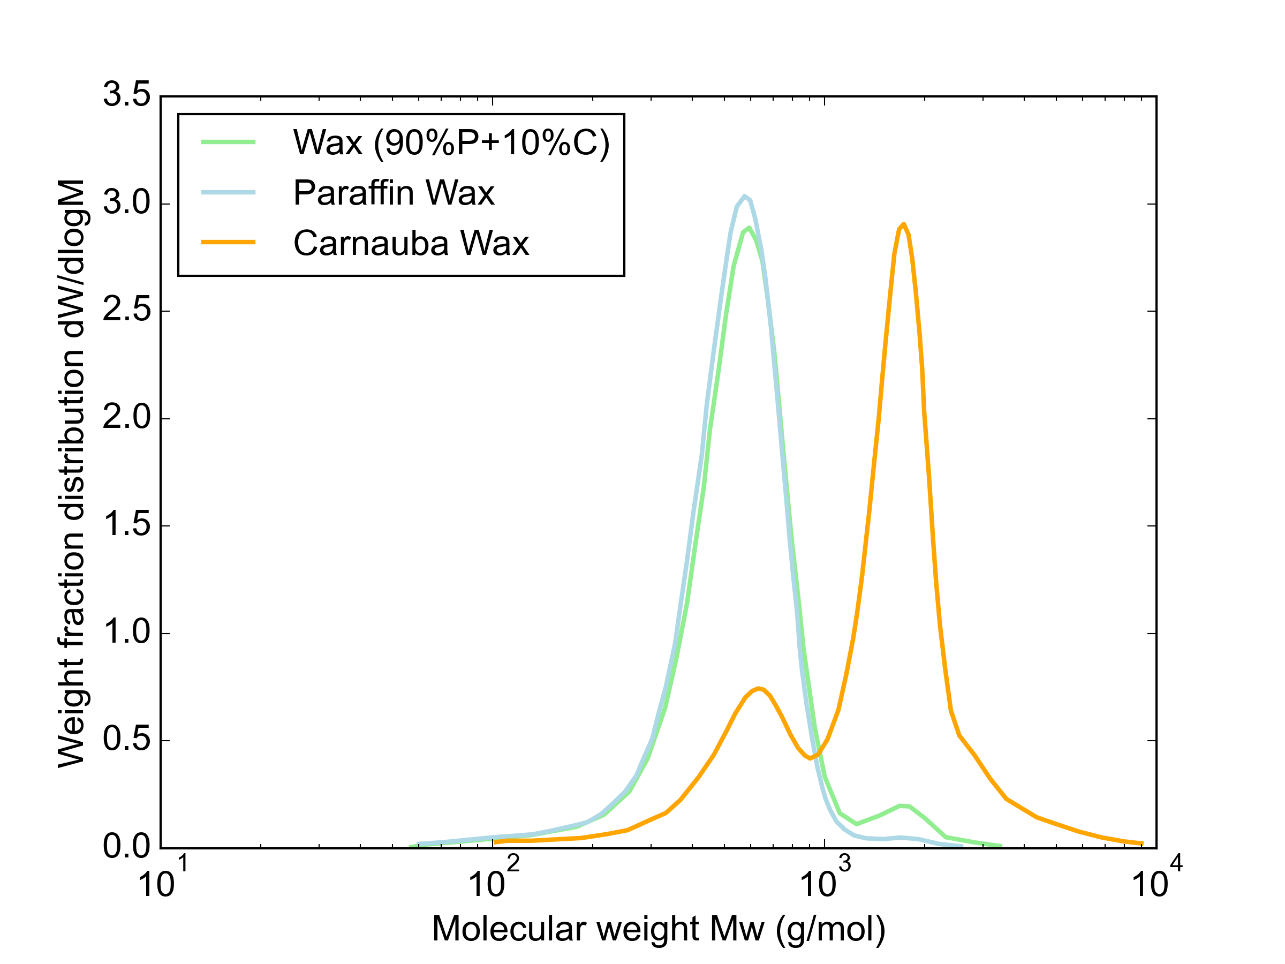 Wax (90%P+10%C)
Paraffin Wax
Carnauba Wax
Weight fraction distribution dW/dlogM
3.5
3.0
2.5
2.0
1.5
1.0
0.5
0.0
10^1 10^2 10^3 10^4
Molecular weight Mw (g/mol)